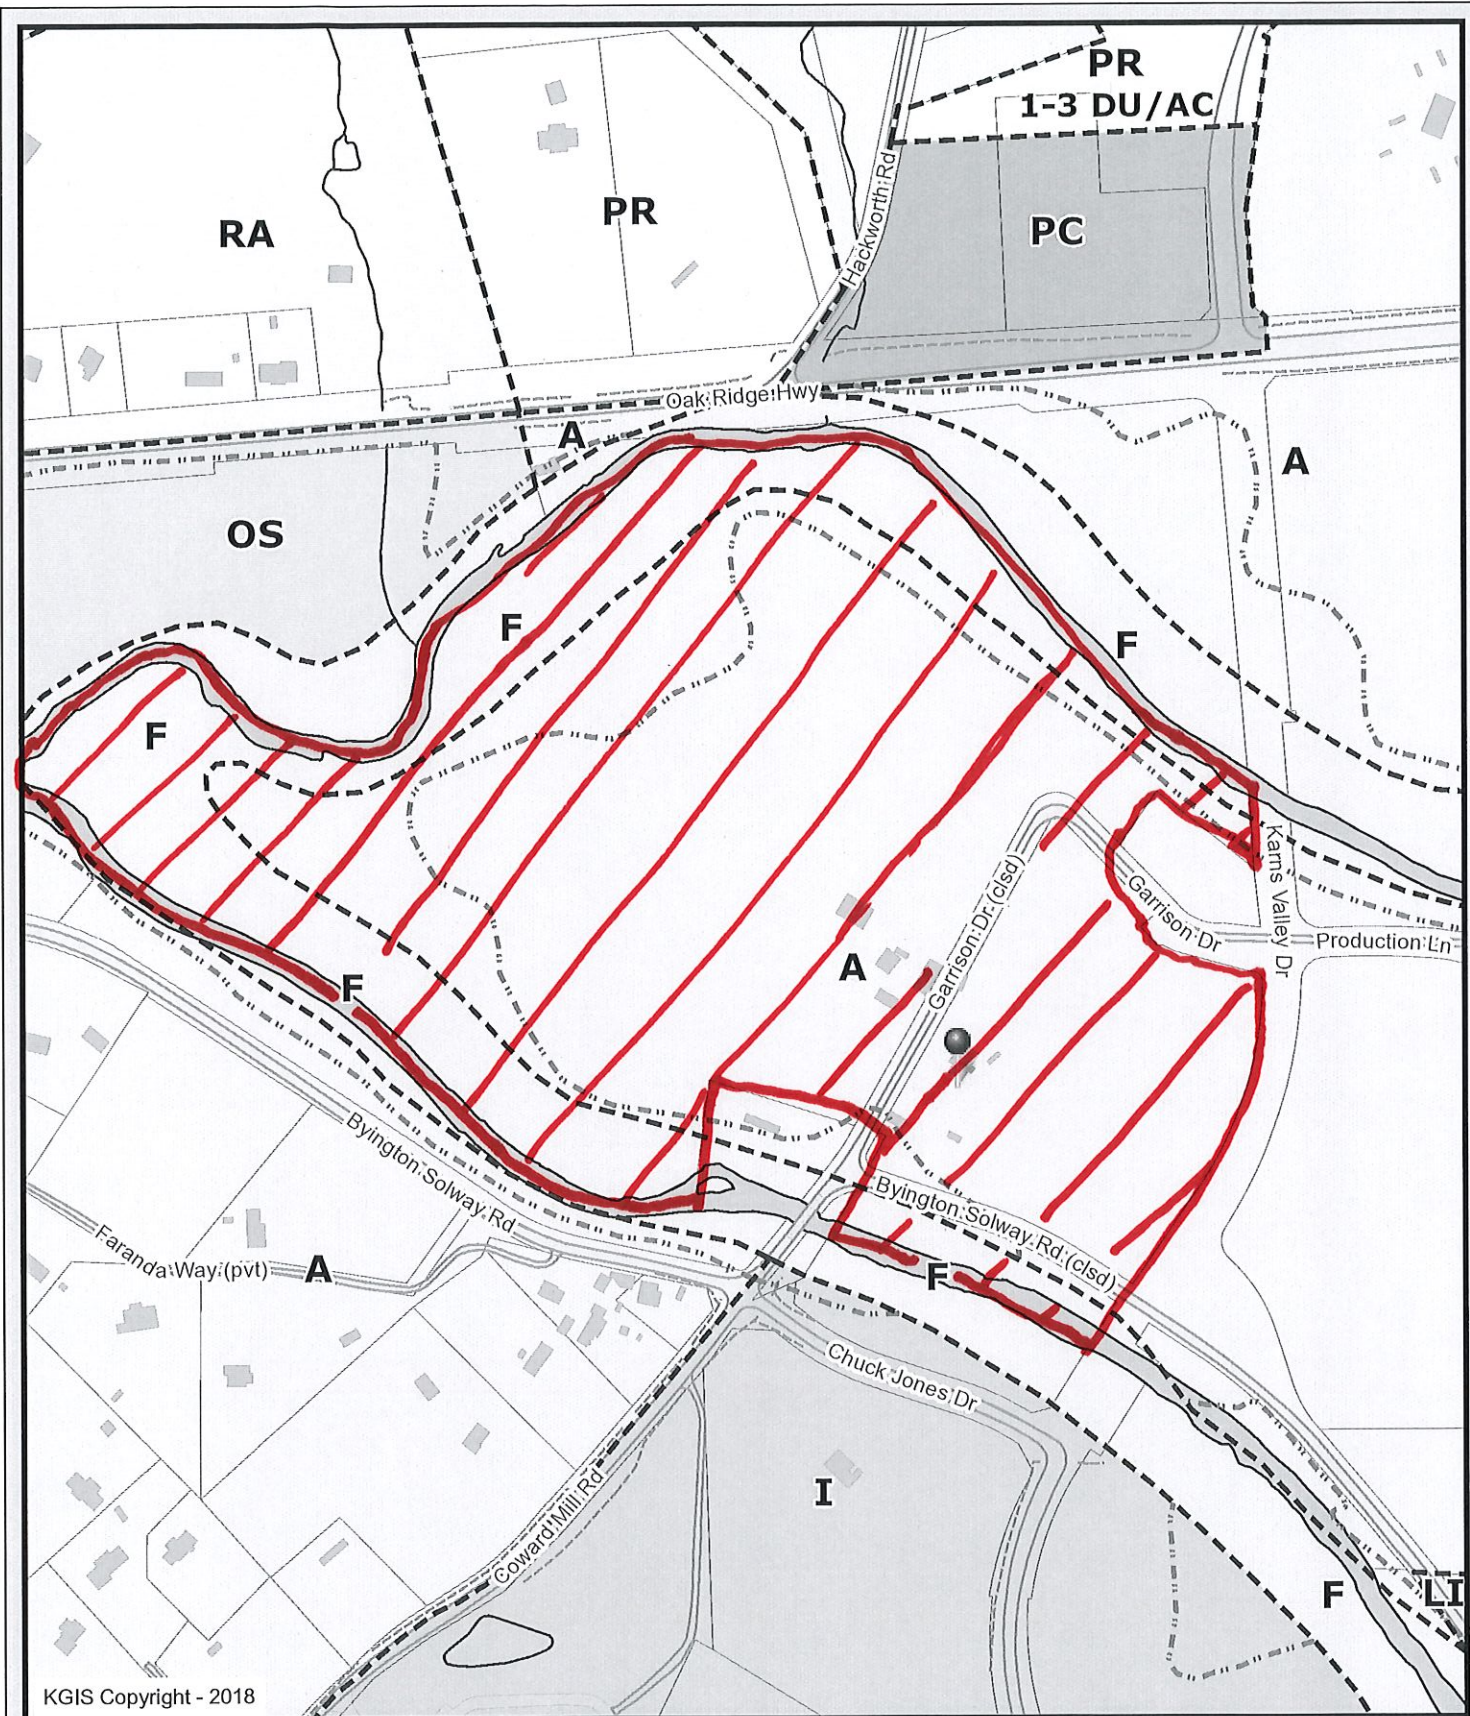 PR
1-3 DU/AC
RA
PR
PC
Hackworth Rd
Oak Ridge Hwy
A
A
OS
F
F
F
Karns Valley Dr
Garrison Dr (clsd)
Garrison Dr
Production Ln
A
F
Byington Solway Rd
Byington Solway Rd (clsd)
Faranda Way (pvt)
A
F
Chuck Jones Dr
I
Coward Mill Rd
F
LI
KGIS Copyright - 2018